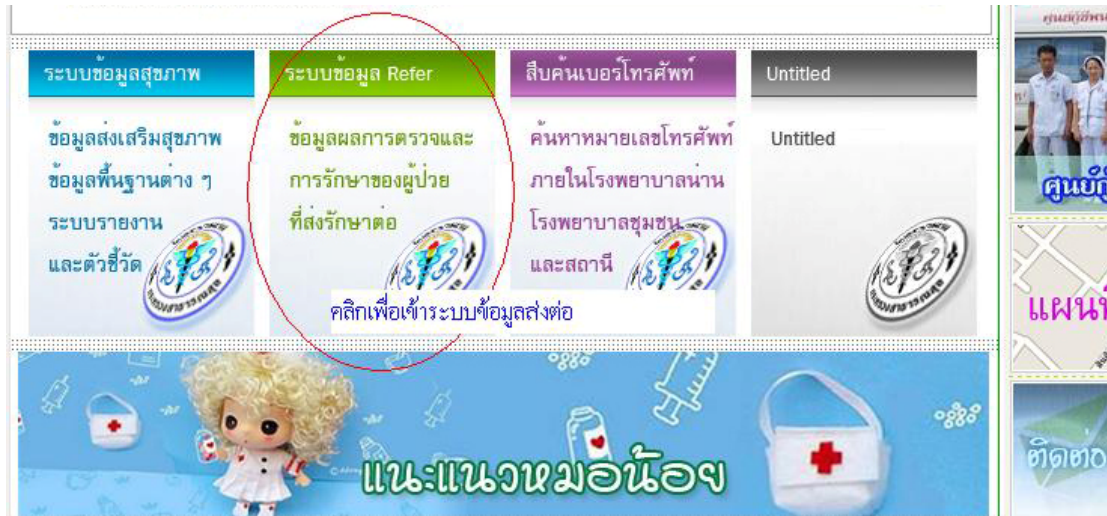 ระบบข้อมูลสุขภาพ
ข้อมูลส่งเสริมสุขภาพ
ข้อมูลพื้นฐานต่าง ๆ
ระบบรายงาน
และตัวชี้วัด
ระบบข้อมูล Refer
ข้อมูลผลการตรวจและ
การรักษาของผู้ป่วย
ที่ส่งรักษาต่อ
คลิกเพื่อเข้าระบบข้อมูลส่งต่อ
สืบค้นเบอร์โทรศัพท์
ค้นหาหมายเลขโทรศัพท์
ภายในโรงพยาบาลน่าน
โรงพยาบาลชุมชน
และสถานี
Untitled
Untitled
แนะแนวหมอน้อย
ติดต่อ